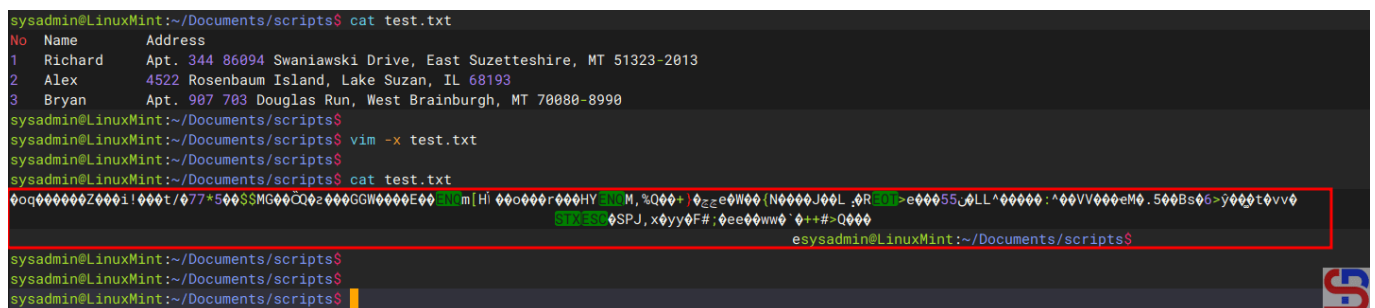 sysadmin@LinuxMint:~/Documents/scripts$ cat test.txt
No Name Address
1 Richard Apt. 344 86094 Swaniawski Drive, East Suzetteshire, MT 51323-2013
2 Alex 4522 Rosenbaum Island, Lake Suzan, IL 68193
3 Bryan Apt. 907 703 Douglas Run, West Brainburgh, MT 70080-8990
sysadmin@LinuxMint:~/Documents/scripts$
sysadmin@LinuxMint:~/Documents/scripts$ vim -x test.txt
sysadmin@LinuxMint:~/Documents/scripts$
sysadmin@LinuxMint:~/Documents/scripts$ cat test.txt
esysadmin@LinuxMint:~/Documents/scripts$
sysadmin@LinuxMint:~/Documents/scripts$
sysadmin@LinuxMint:~/Documents/scripts$
sysadmin@LinuxMint:~/Documents/scripts$